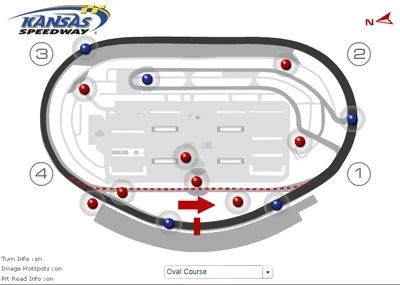 KANSAS
SPEEDWAY
N
3
2
4
1
Turn Info :on
Image Hotspots :on
Pit Road Info :on
Oval Course